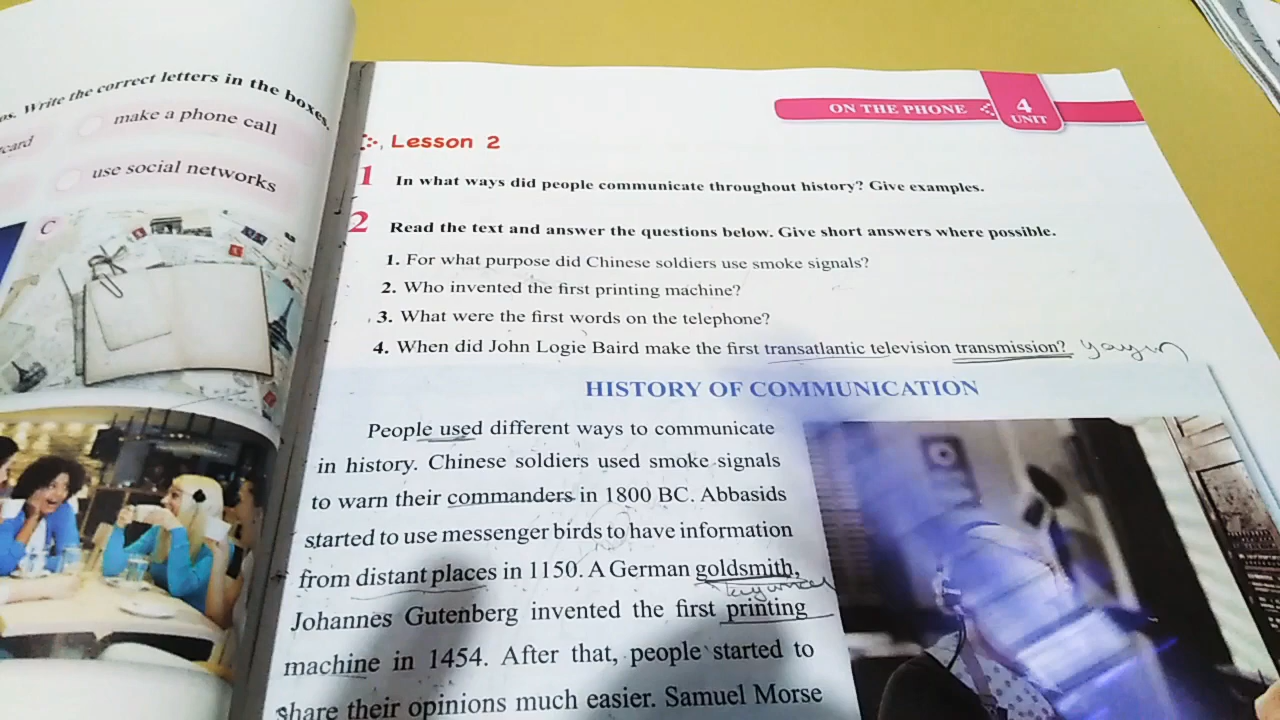 Write the correct letters in the boxes.
card
make a phone call
use social networks
C
ON THE PHONE
4
UNIT
Lesson 2
1 In what ways did people communicate throughout history? Give examples.
2 Read the text and answer the questions below. Give short answers where possible.
1. For what purpose did Chinese soldiers use smoke signals?
2. Who invented the first printing machine?
3. What were the first words on the telephone?
4. When did John Logie Baird make the first transatlantic television transmission? yayın
HISTORY OF COMMUNICATION
People used different ways to communicate
in history. Chinese soldiers used smoke signals
to warn their commanders in 1800 BC. Abbasids
started to use messenger birds to have information
from distant places in 1150. A German goldsmith,
Johannes Gutenberg invented the first printing
machine in 1454. After that, people started to
share their opinions much easier. Samuel Morse